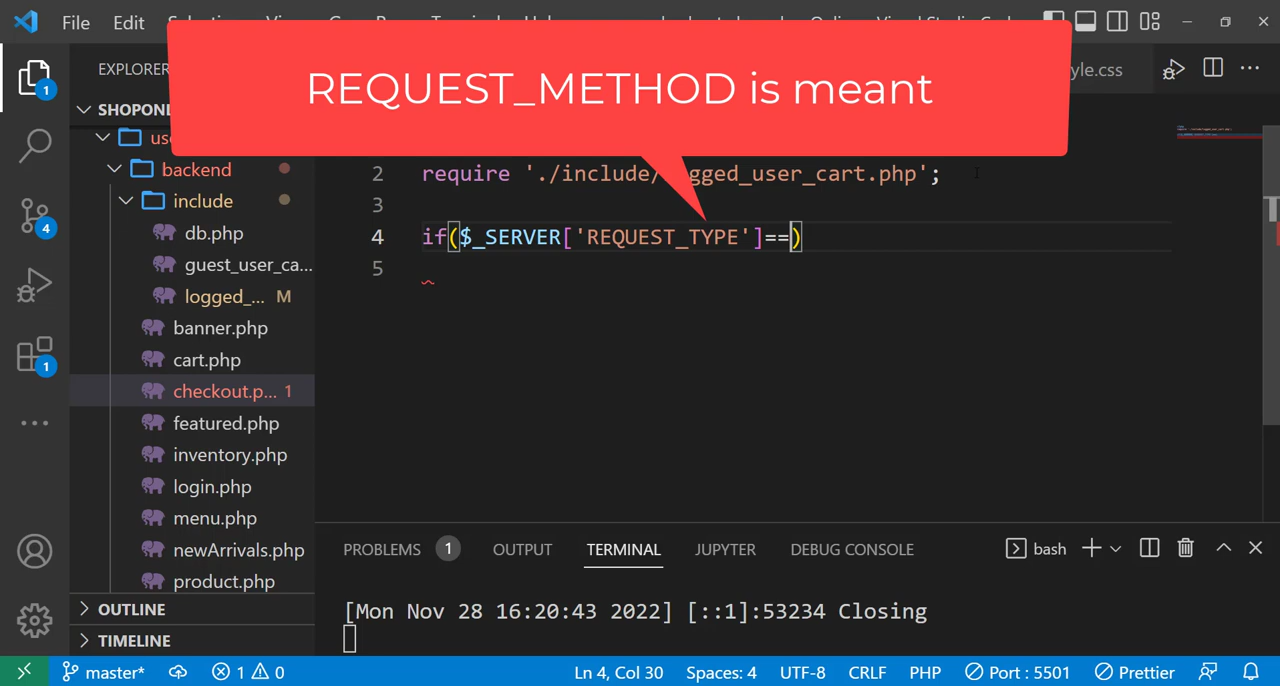 File Edit
REQUEST_METHOD is meant
EXPLORER
yle.css
SHOPONL
use
backend
include
db.php
guest_user_ca...
logged_... M
banner.php
cart.php
checkout.p... 1
featured.php
inventory.php
login.php
menu.php
newArrivals.php
product.php
OUTLINE
TIMELINE
1
4
1
2 require './include/ gged_user_cart.php';
3
4 if($_SERVER['REQUEST_TYPE']==)
5
PROBLEMS 1 OUTPUT TERMINAL JUPYTER DEBUG CONSOLE bash
[Mon Nov 28 16:20:43 2022] [::1]:53234 Closing
master* 1 0 Ln 4, Col 30 Spaces: 4 UTF-8 CRLF PHP Port : 5501 Prettier